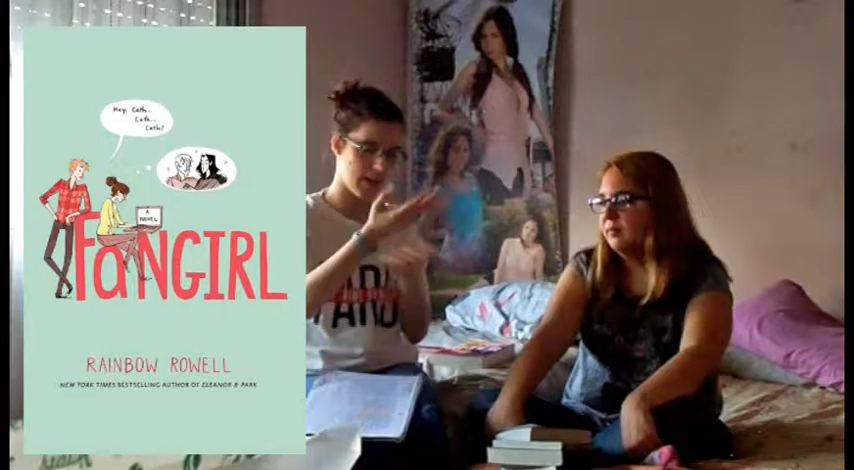 Hey, Cath...
Cath...
Cath?
A
NOVEL
FANGIRL
RAINBOW ROWELL
NEW YORK TIMES BESTSELLING AUTHOR OF ELEANOR & PARK